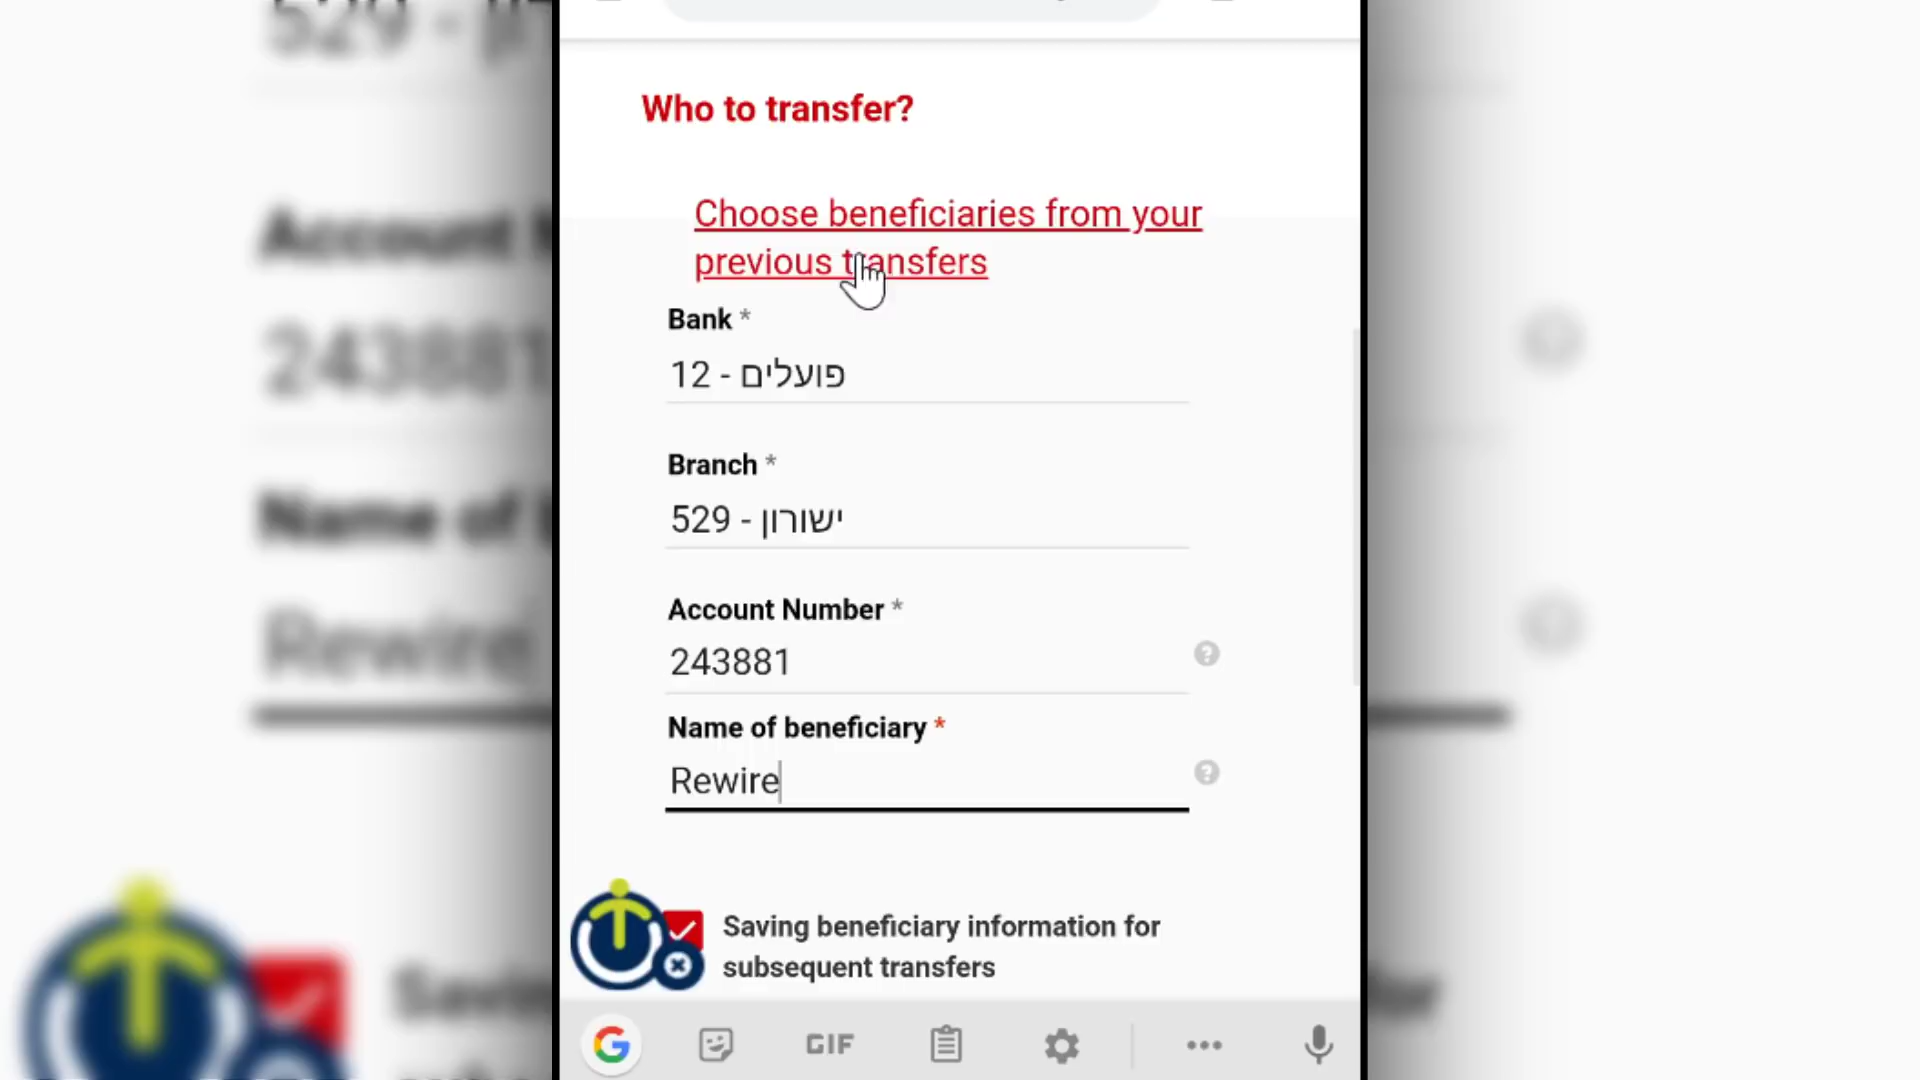 Who to transfer?
Choose beneficiaries from your
previous transfers
Bank *
12 - פועלים
Branch *
529 - ישורון
Account Number *
243881
Name of beneficiary *
Rewire
Saving beneficiary information for
subsequent transfers
GIF